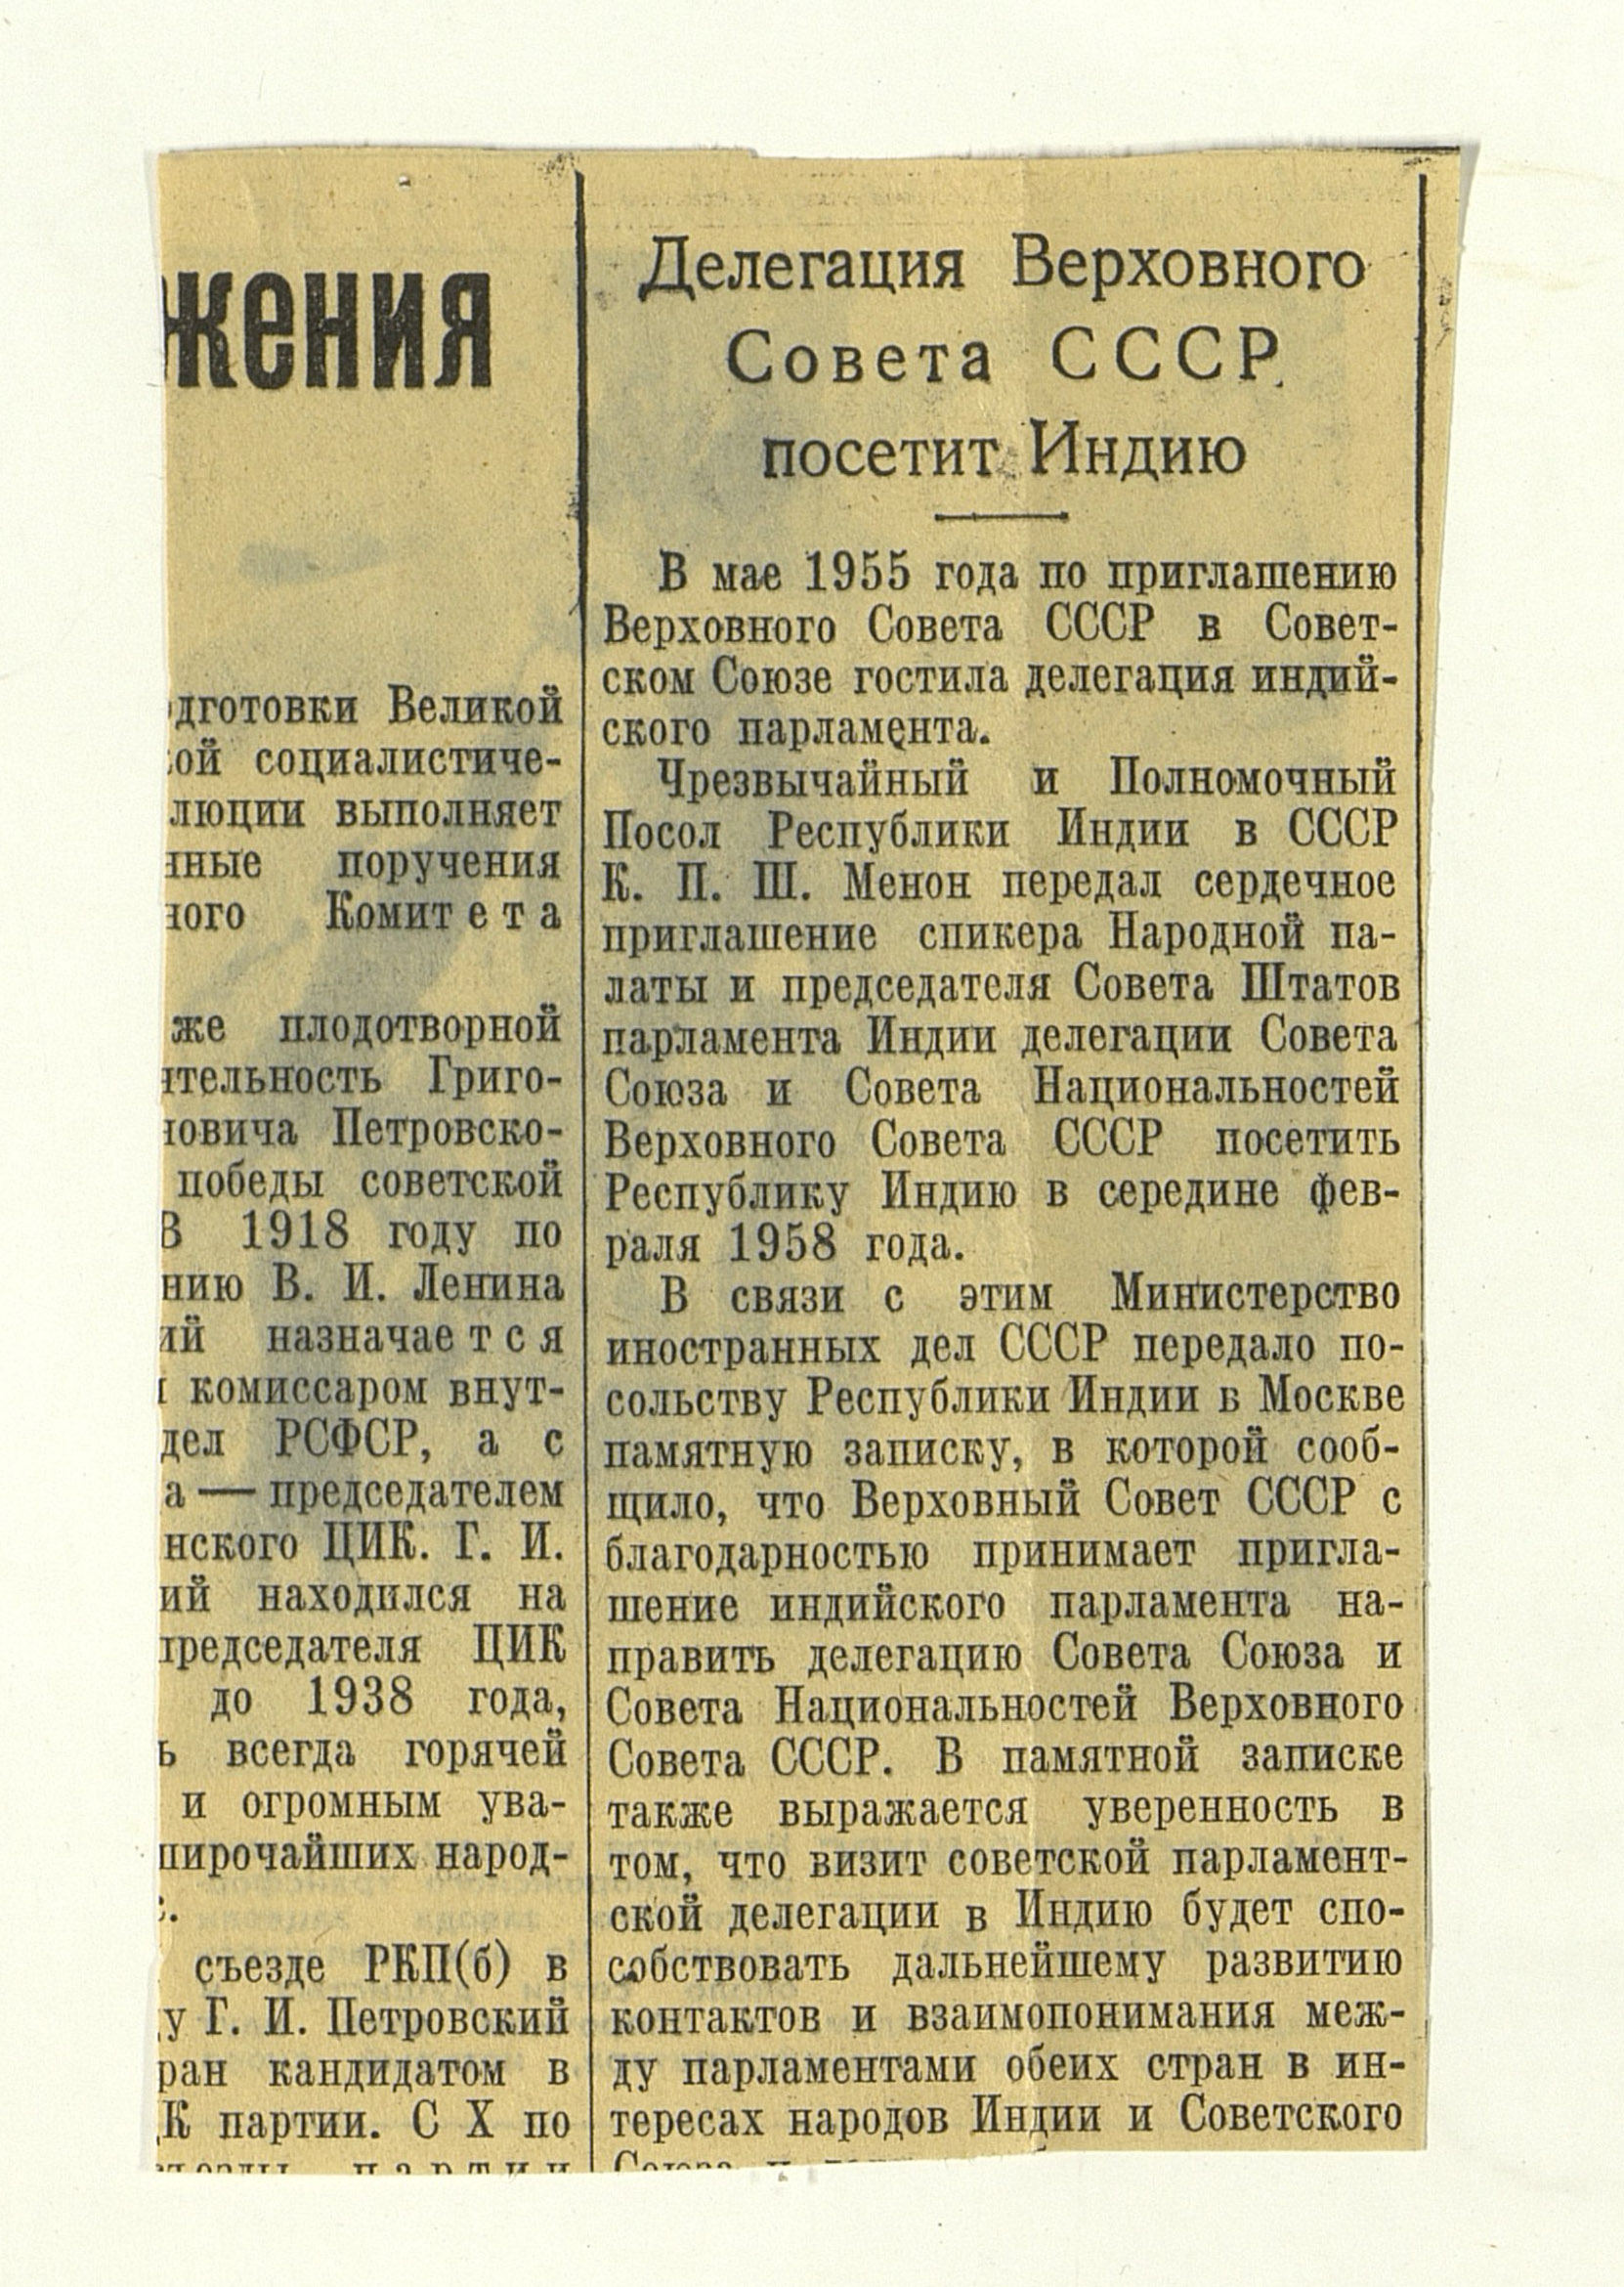 жения
дготовки Великой
ой социалистиче-
люции выполняет
нные поручения
ного Комитета
же плодотворной
ятельность Григо-
новича Петровско-
победы советской
В 1918 году по
нию В. И. Ленина
ий назначается
комиссаром внут-
дел РСФСР, а с
а — председателем
нского ЦИК. Г. И.
ий находился на
председателя ЦИК
до 1938 года,
ь всегда горячей
и огромным ува-
широчайших народ-
съезде РКП(б) в
у Г. И. Петровский
ран кандидатом в
К партии. С X по
партии
Делегация Верховного
Совета СССР
посетит Индию
В мае 1955 года по приглашению
Верховного Совета СССР в Совет-
ском Союзе гостила делегация индий-
ского парламента.
Чрезвычайный и Полномочный
Посол Республики Индии в СССР
К. П. Ш. Менон передал сердечное
приглашение спикера Народной па-
латы и председателя Совета Штатов
парламента Индии делегации Совета
Союза и Совета Национальностей
Верховного Совета СССР посетить
Республику Индию в середине фев-
раля 1958 года.
В связи с этим Министерство
иностранных дел СССР передало по-
сольству Республики Индии в Москве
памятную записку, в которой сооб-
щило, что Верховный Совет СССР с
благодарностью принимает пригла-
шение индийского парламента на-
править делегацию Совета Союза и
Совета Национальностей Верховного
Совета СССР. В памятной записке
также выражается уверенность в
том, что визит советской парламент-
ской делегации в Индию будет спо-
собствовать дальнейшему развитию
контактов и взаимопонимания меж-
ду парламентами обеих стран в ин-
тересах народов Индии и Советского
Союза и